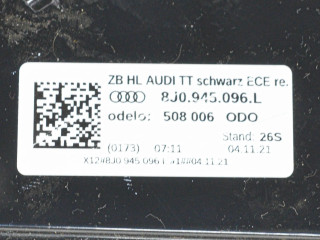 ZB HL AUDI TT schwarz ECE re.
8J0.945.096.L
odelo: 508 006 ODO
Stand: 26S
(0173) 07:11 04.11.21